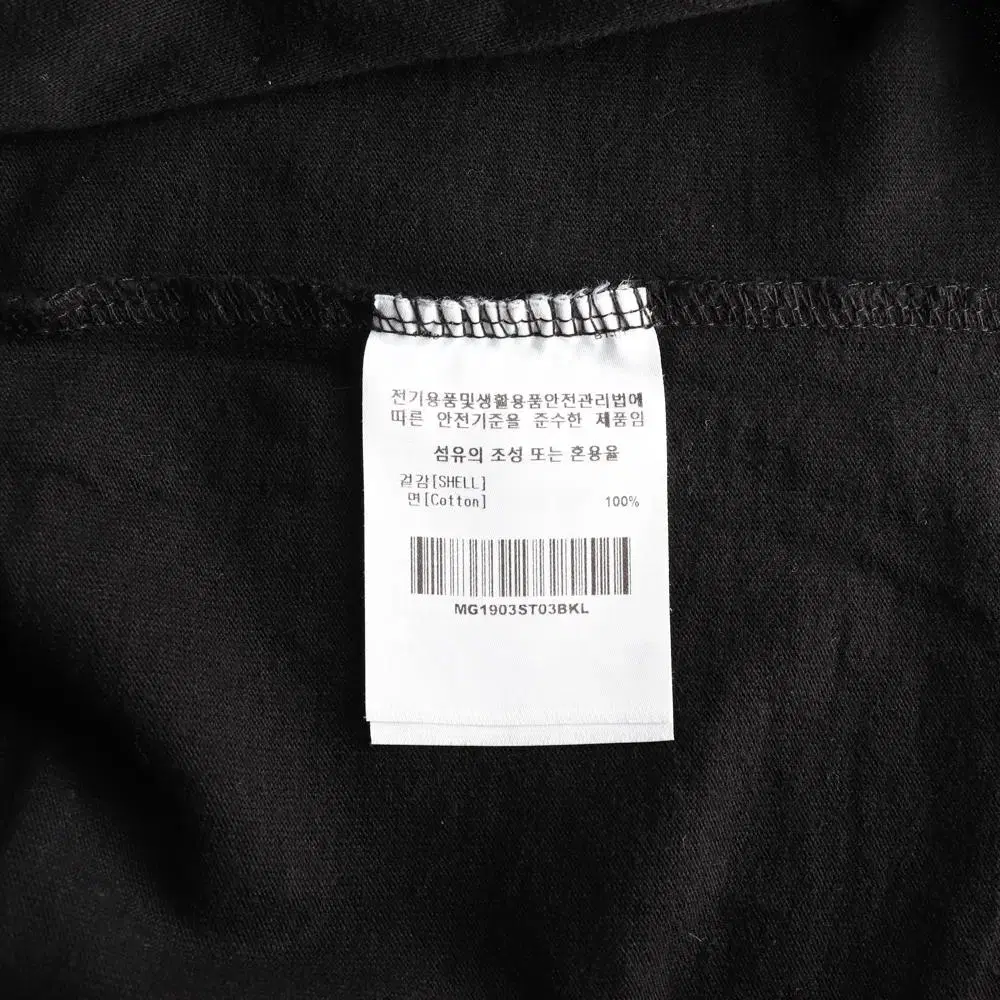 전기용품및생활용품안전관리법에
따른 안전기준을 준수한 제품임
섬유의 조성 또는 혼용율
겉감[SHELL]
면[Cotton] 100%
MG1903ST03BKL